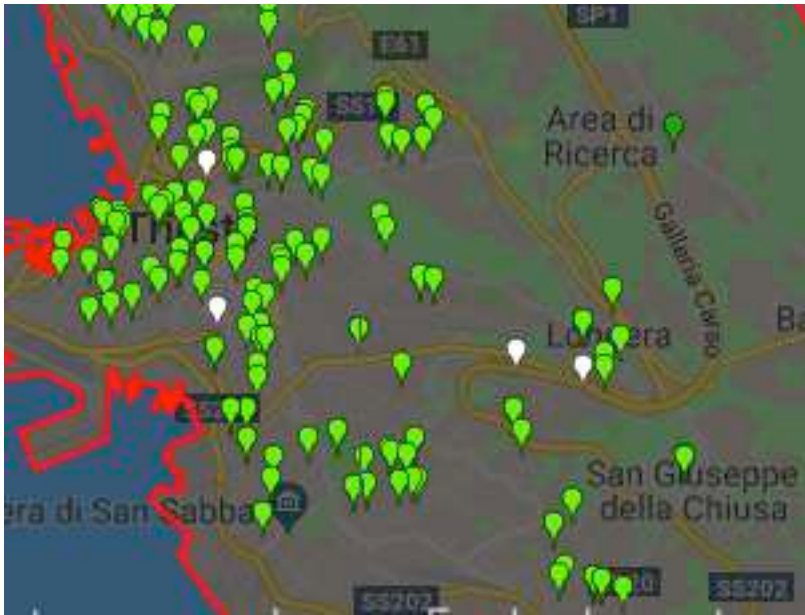 SP1
E61
SS14
Area di
Ricerca
Galleria Carso
Trieste
Longera
Ba
San Giuseppe
della Chiusa
era di San Sabba
SS202
SS202